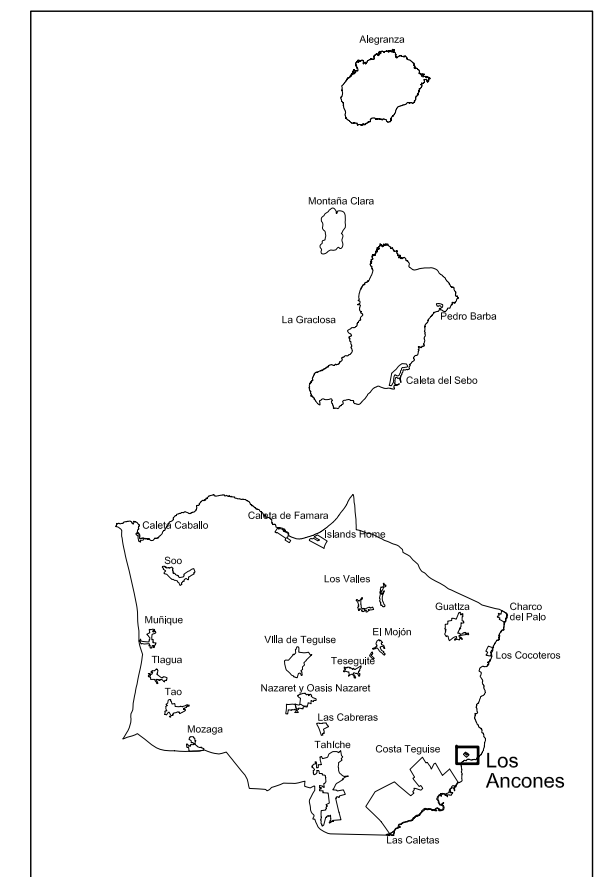 Alegranza
Montaña Clara
La Graciosa
Pedro Barba
Caleta del Sebo
Caleta Caballo
Caleta de Famara
Islands Home
Soo
Los Valles
Guatiza
Charco
del Palo
Muñique
El Mojón
Villa de Teguise
Los Cocoteros
Tiagua
Teseguite
Tao
Nazaret y Oasis Nazaret
Las Cabreras
Mozaga
Tahiche
Costa Teguise
Los
Ancones
Las Caletas